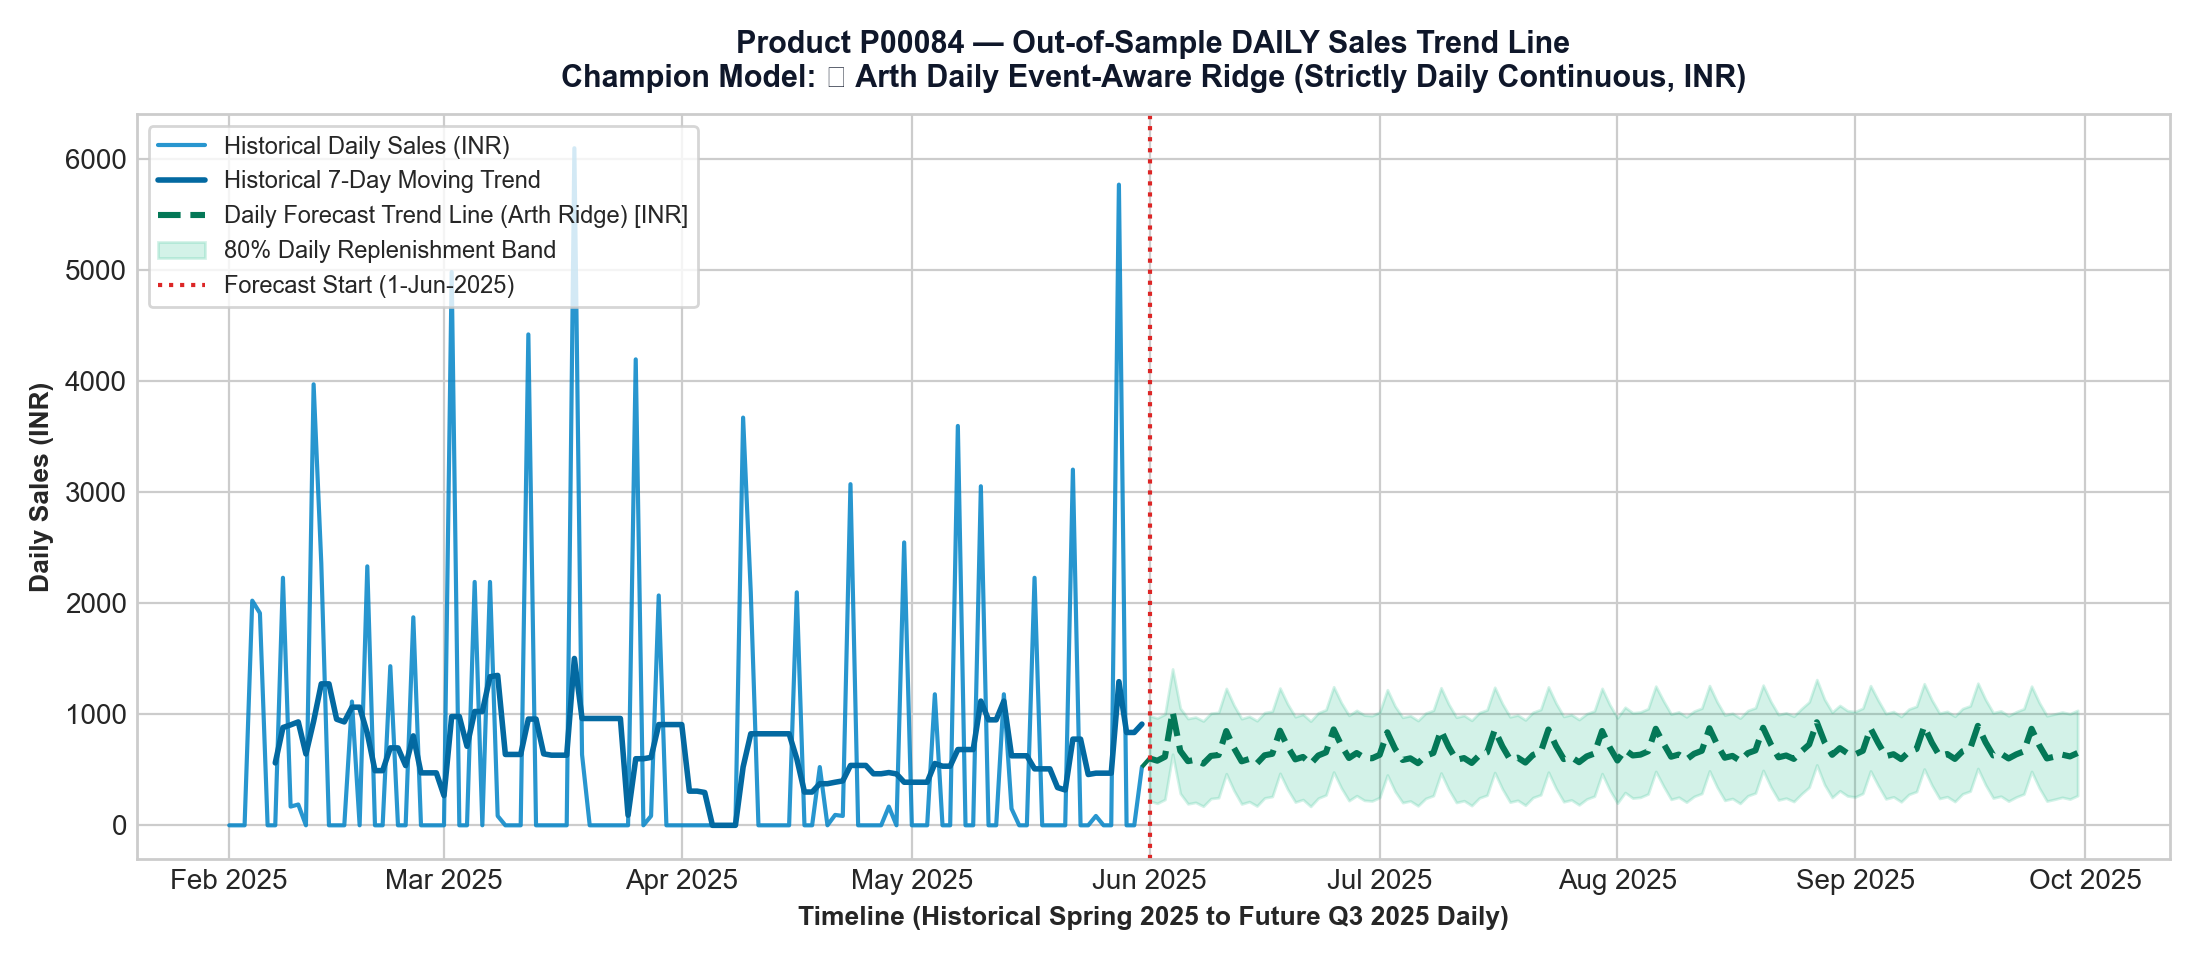 Product P00084 — Out-of-Sample DAILY Sales Trend Line
Champion Model: ▯ Arth Daily Event-Aware Ridge (Strictly Daily Continuous, INR)
Historical Daily Sales (INR)
Historical 7-Day Moving Trend
Daily Forecast Trend Line (Arth Ridge) [INR]
80% Daily Replenishment Band
Forecast Start (1-Jun-2025)
Daily Sales (INR)
6000
5000
4000
3000
2000
1000
0
Feb 2025 Mar 2025 Apr 2025 May 2025 Jun 2025 Jul 2025 Aug 2025 Sep 2025 Oct 2025
Timeline (Historical Spring 2025 to Future Q3 2025 Daily)